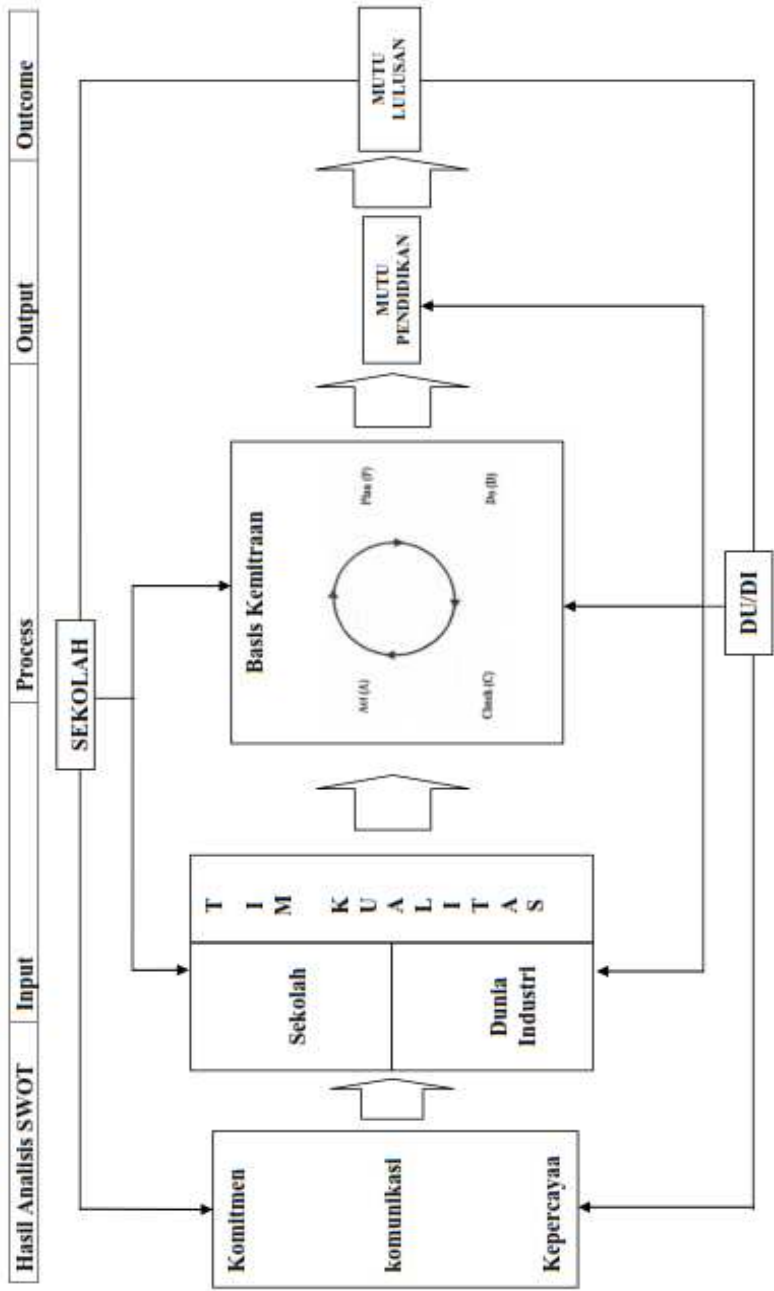 Hasil Analisis SWOT
Input
Process
Output
Outcome
SEKOLAH
Komitmen
komunikasi
Kepercayaa
Sekolah
Dunia
Industri
T I M K U A L I T A S
Basis Kemitraan
Act (A)
Plan (P)
Check (C)
Do (D)
MUTU
PENDIDIKAN
MUTU
LULUSAN
DU/DI